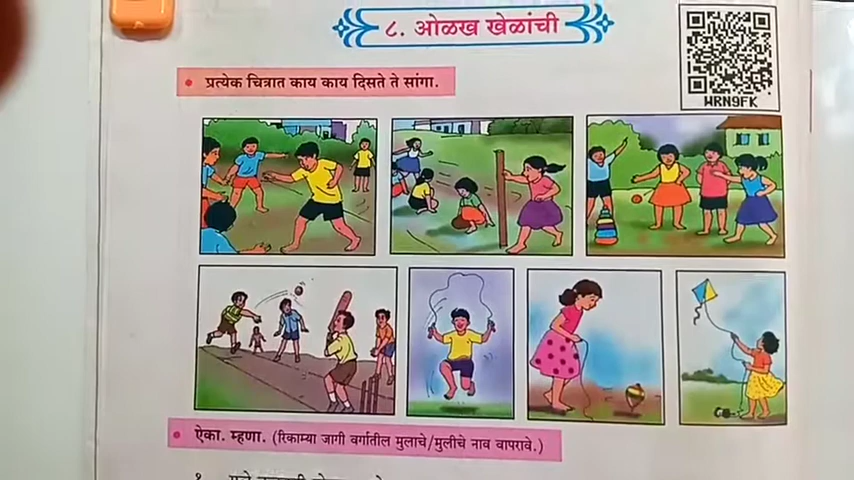 ८. ओळख खेळांची
WRN9FK
प्रत्येक चित्रात काय काय दिसते ते सांगा.
ऐका. म्हणा. (रिकाम्या जागी वर्गातील मुलाचे/मुलीचे नाव वापरावे.)